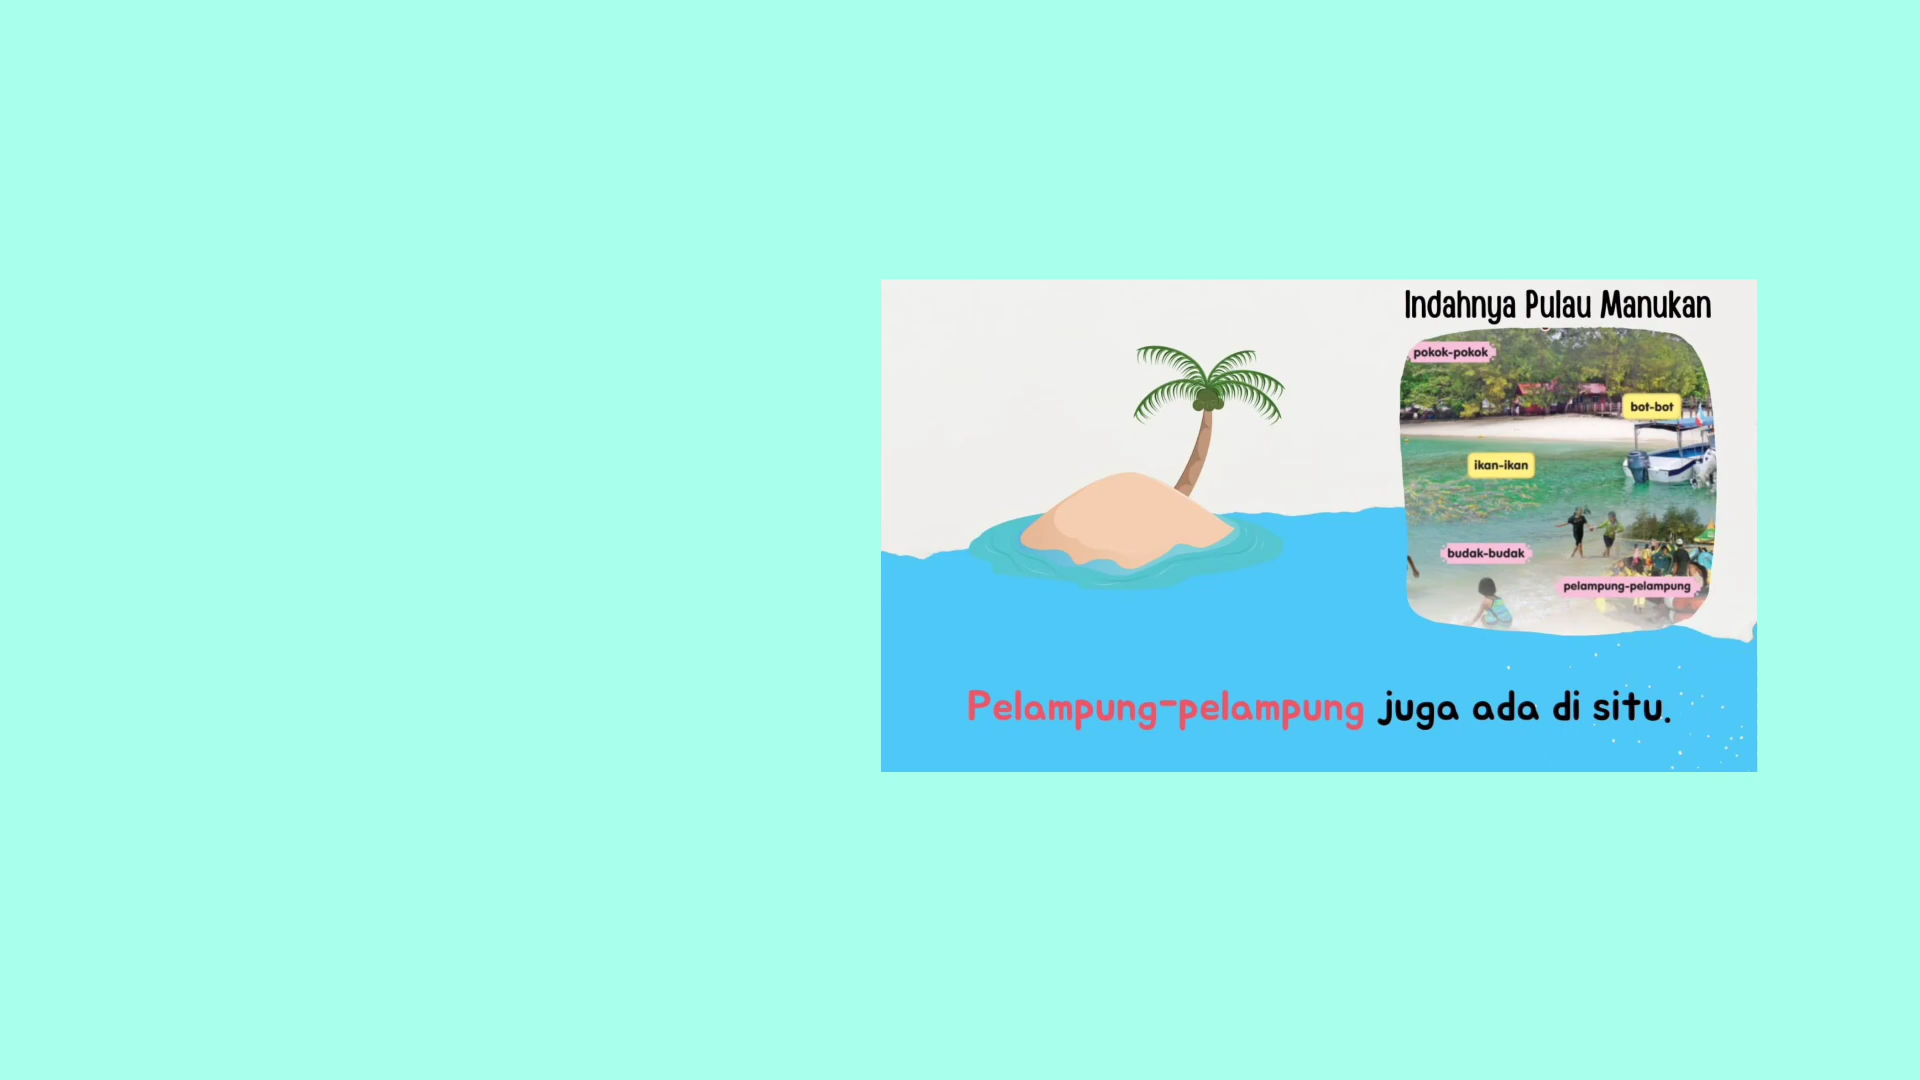 Indahnya Pulau Manukan
pokok-pokok
bot-bot
ikan-ikan
budak-budak
pelampung-pelampung
Pelampung-pelampung juga ada di situ.